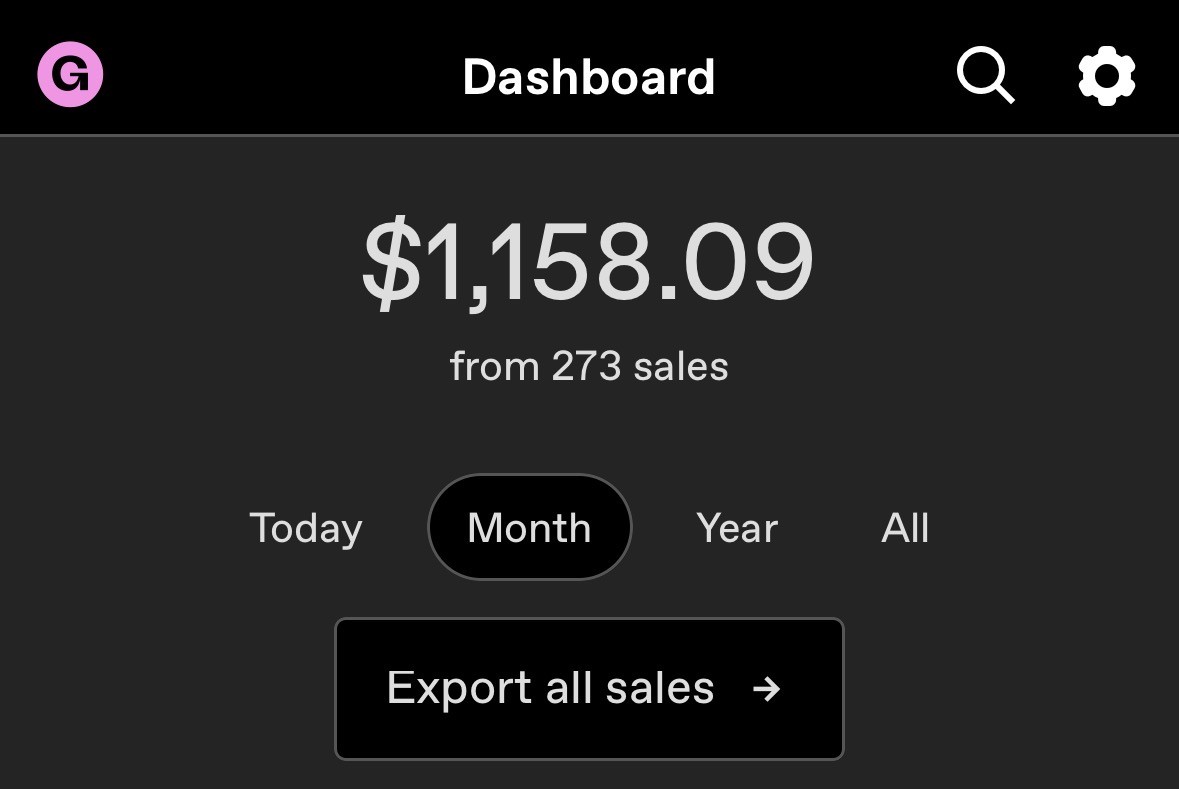 G
Dashboard
$1,158.09
from 273 sales
Today Month Year All
Export all sales →